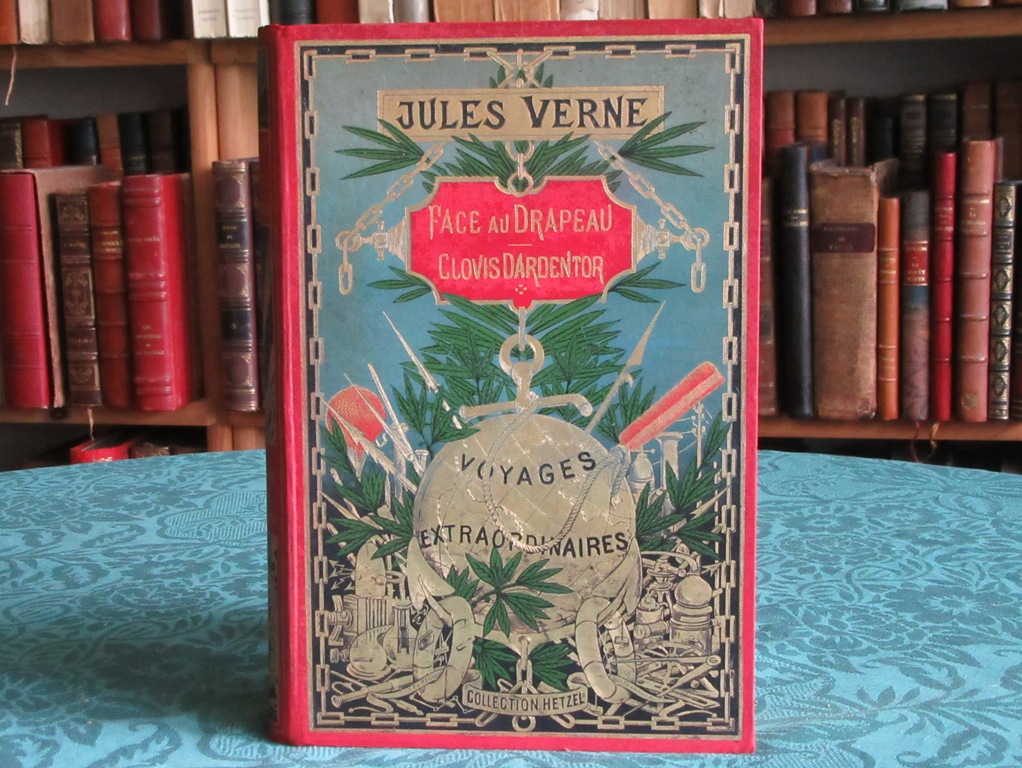 JULES VERNE
FACE AU DRAPEAU
CLOVIS DARDENTOR
VOYAGES
EXTRAORDINAIRES
COLLECTION HETZEL